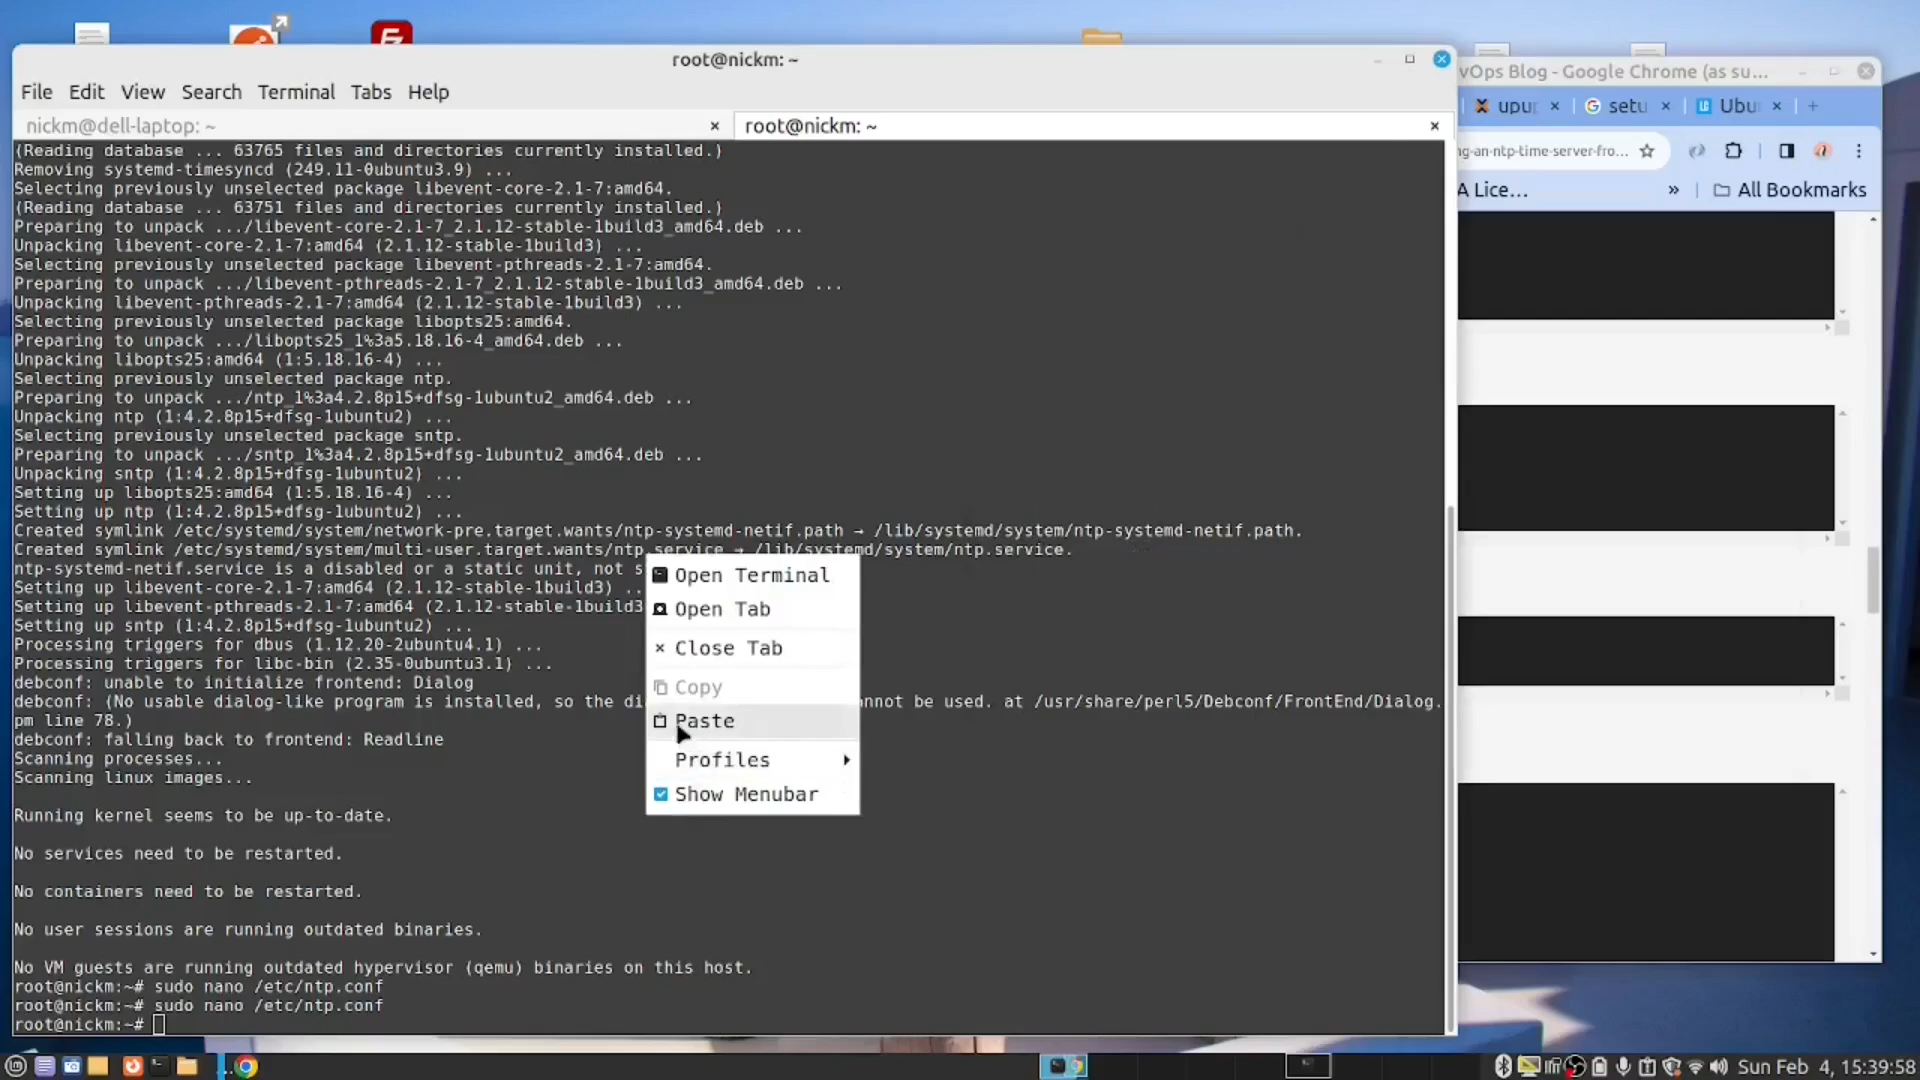 root@nickm: ~
File Edit View Search Terminal Tabs Help
nickm@dell-laptop: ~ × root@nickm: ~ ×
(Reading database ... 63765 files and directories currently installed.)
Removing systemd-timesyncd (249.11-0ubuntu3.9) ...
Selecting previously unselected package libevent-core-2.1-7:amd64.
(Reading database ... 63751 files and directories currently installed.)
Preparing to unpack .../libevent-core-2.1-7_2.1.12-stable-1build3_amd64.deb ...
Unpacking libevent-core-2.1-7:amd64 (2.1.12-stable-1build3) ...
Selecting previously unselected package libevent-pthreads-2.1-7:amd64.
Preparing to unpack .../libevent-pthreads-2.1-7_2.1.12-stable-1build3_amd64.deb ...
Unpacking libevent-pthreads-2.1-7:amd64 (2.1.12-stable-1build3) ...
Selecting previously unselected package libopts25:amd64.
Preparing to unpack .../libopts25_1%3a5.18.16-4_amd64.deb ...
Unpacking libopts25:amd64 (1:5.18.16-4) ...
Selecting previously unselected package ntp.
Preparing to unpack .../ntp_1%3a4.2.8p15+dfsg-1ubuntu2_amd64.deb ...
Unpacking ntp (1:4.2.8p15+dfsg-1ubuntu2) ...
Selecting previously unselected package sntp.
Preparing to unpack .../sntp_1%3a4.2.8p15+dfsg-1ubuntu2_amd64.deb ...
Unpacking sntp (1:4.2.8p15+dfsg-1ubuntu2) ...
Setting up libopts25:amd64 (1:5.18.16-4) ...
Setting up ntp (1:4.2.8p15+dfsg-1ubuntu2) ...
Created symlink /etc/systemd/system/network-pre.target.wants/ntp-systemd-netif.path → /lib/systemd/system/ntp-systemd-netif.path.
Created symlink /etc/systemd/system/multi-user.target.wants/ntp.service → /lib/systemd/system/ntp.service.
ntp-systemd-netif.service is a disabled or a static unit, not s
Setting up libevent-core-2.1-7:amd64 (2.1.12-stable-1build3) ..
Setting up libevent-pthreads-2.1-7:amd64 (2.1.12-stable-1build3
Setting up sntp (1:4.2.8p15+dfsg-1ubuntu2) ...
Processing triggers for dbus (1.12.20-2ubuntu4.1) ...
Processing triggers for libc-bin (2.35-0ubuntu3.1) ...
debconf: unable to initialize frontend: Dialog
debconf: (No usable dialog-like program is installed, so the di nnot be used. at /usr/share/perl5/Debconf/FrontEnd/Dialog.
pm line 78.)
debconf: falling back to frontend: Readline
Scanning processes...
Scanning linux images...
Running kernel seems to be up-to-date.
No services need to be restarted.
No containers need to be restarted.
No user sessions are running outdated binaries.
No VM guests are running outdated hypervisor (qemu) binaries on this host.
root@nickm:~# sudo nano /etc/ntp.conf
root@nickm:~# sudo nano /etc/ntp.conf
root@nickm:~#
Open Terminal
Open Tab
Close Tab
Copy
Paste
Profiles
Show Menubar
vOps Blog - Google Chrome (as su...
upup × setu × Ubu × +
ng-an-ntp-time-server-fro...
A Lice... » All Bookmarks
Sun Feb 4, 15:39:58